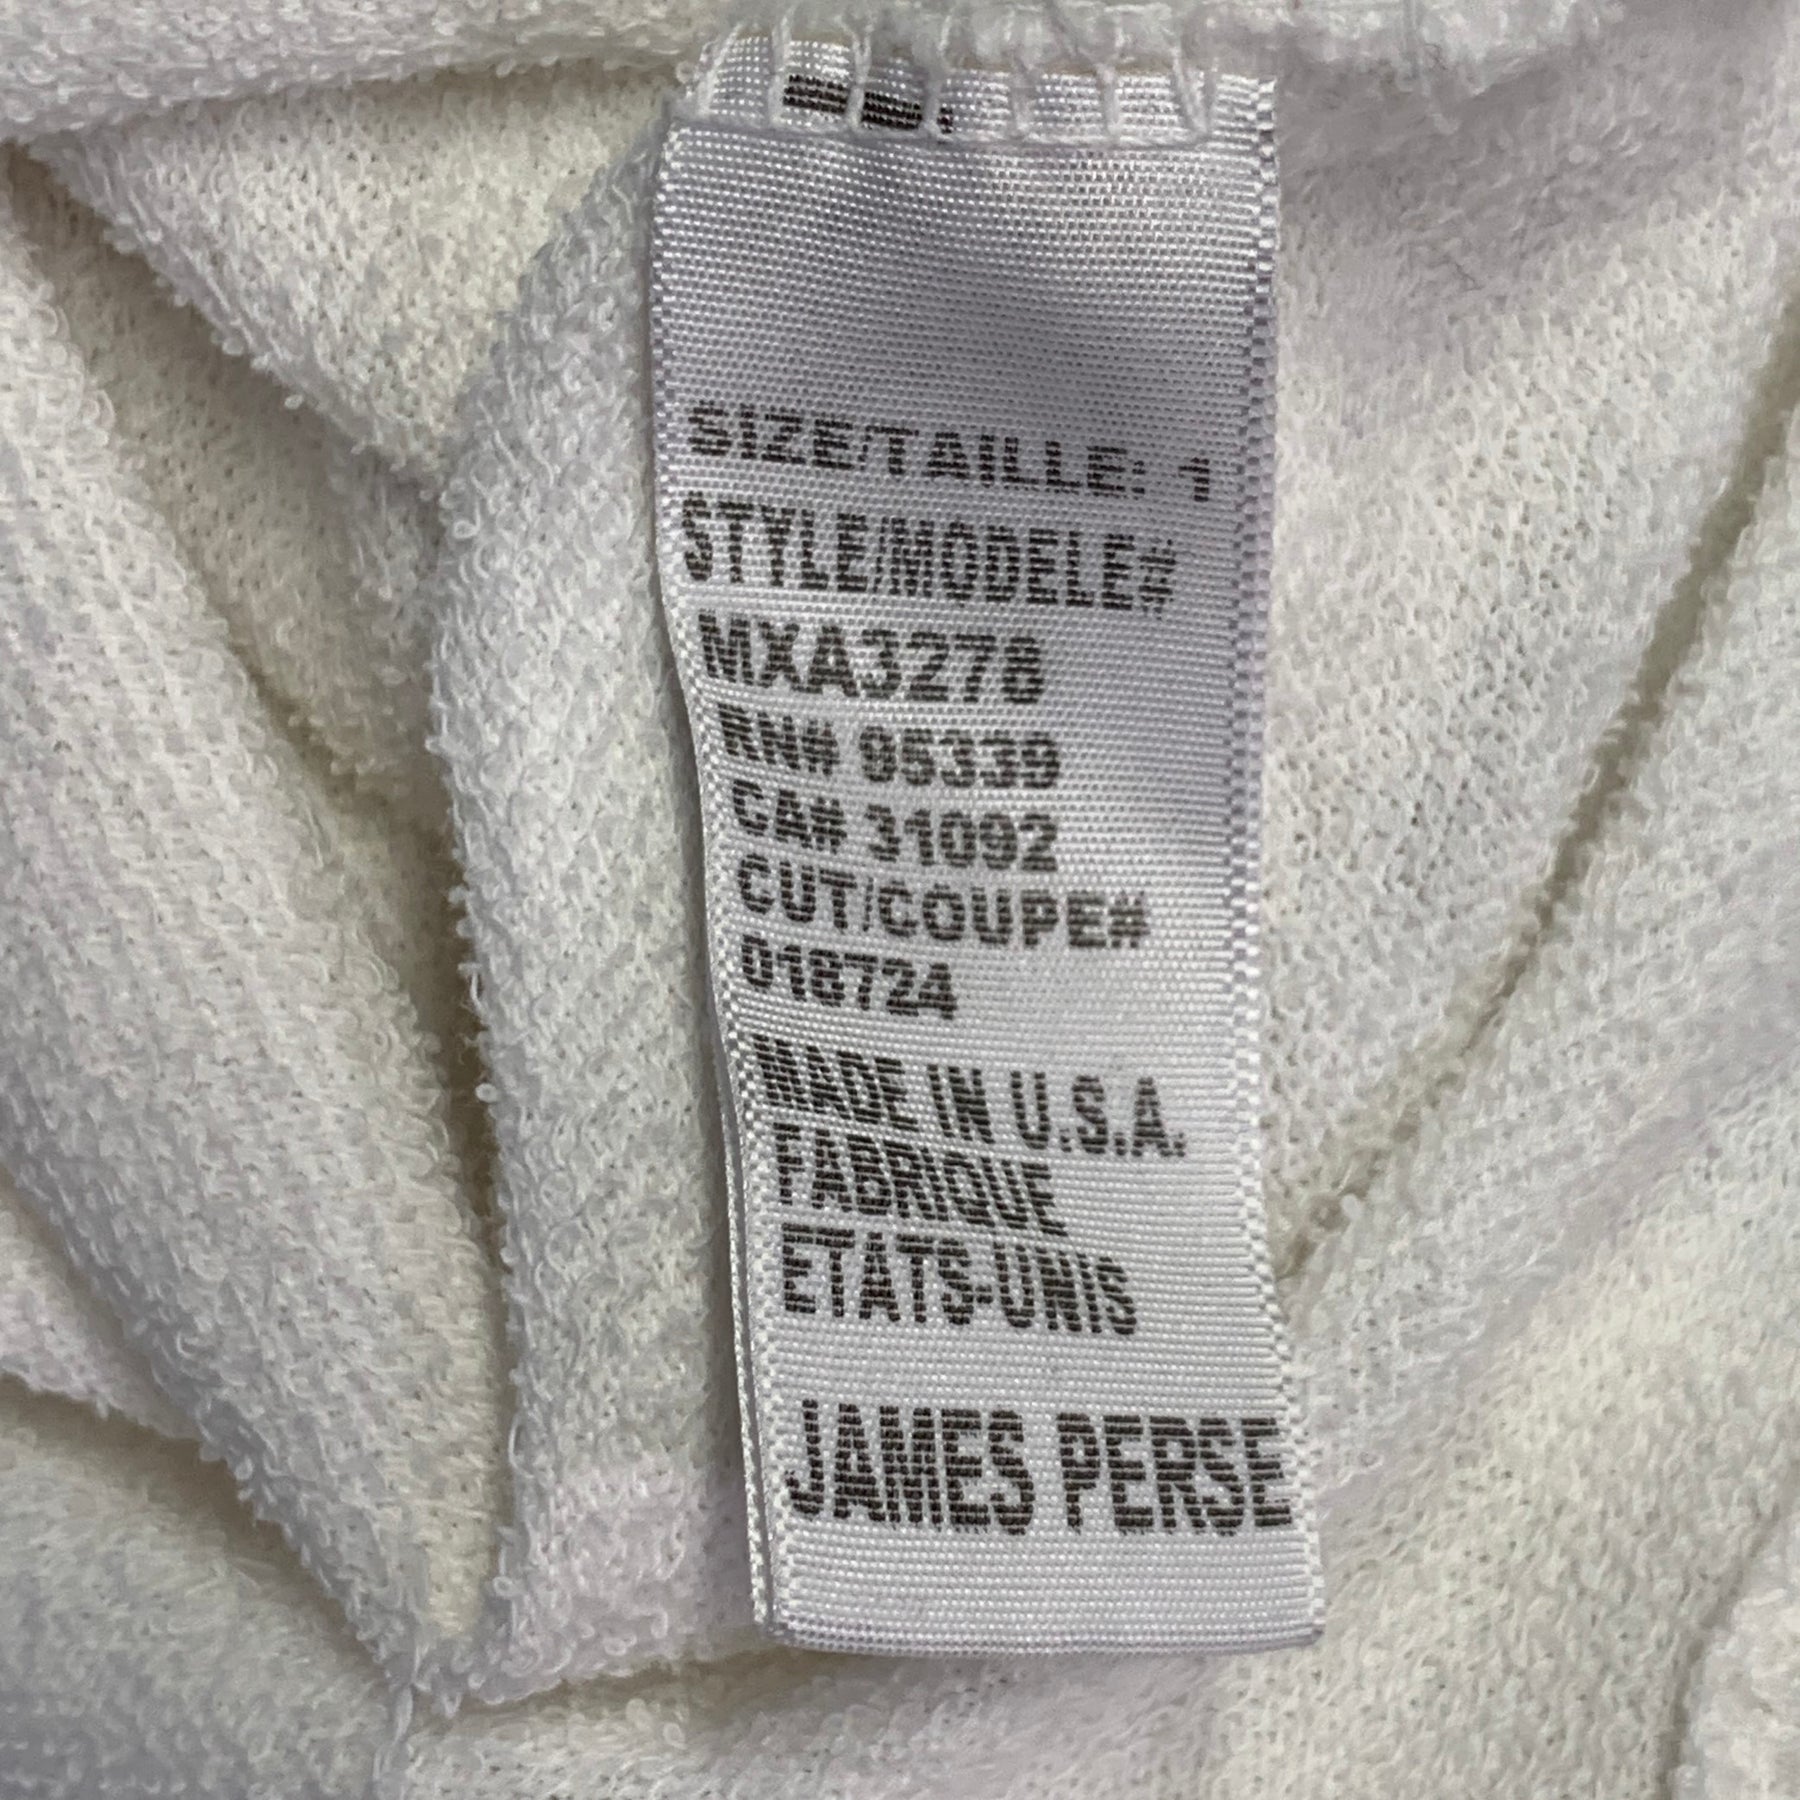 SIZE/TAILLE: 1
STYLE/MODELE#
MXA3278
RN# 95339
CA# 31092
CUT/COUPE#
018724
MADE IN U.S.A.
FABRIQUE
ETATS-UNIS
JAMES PERSE